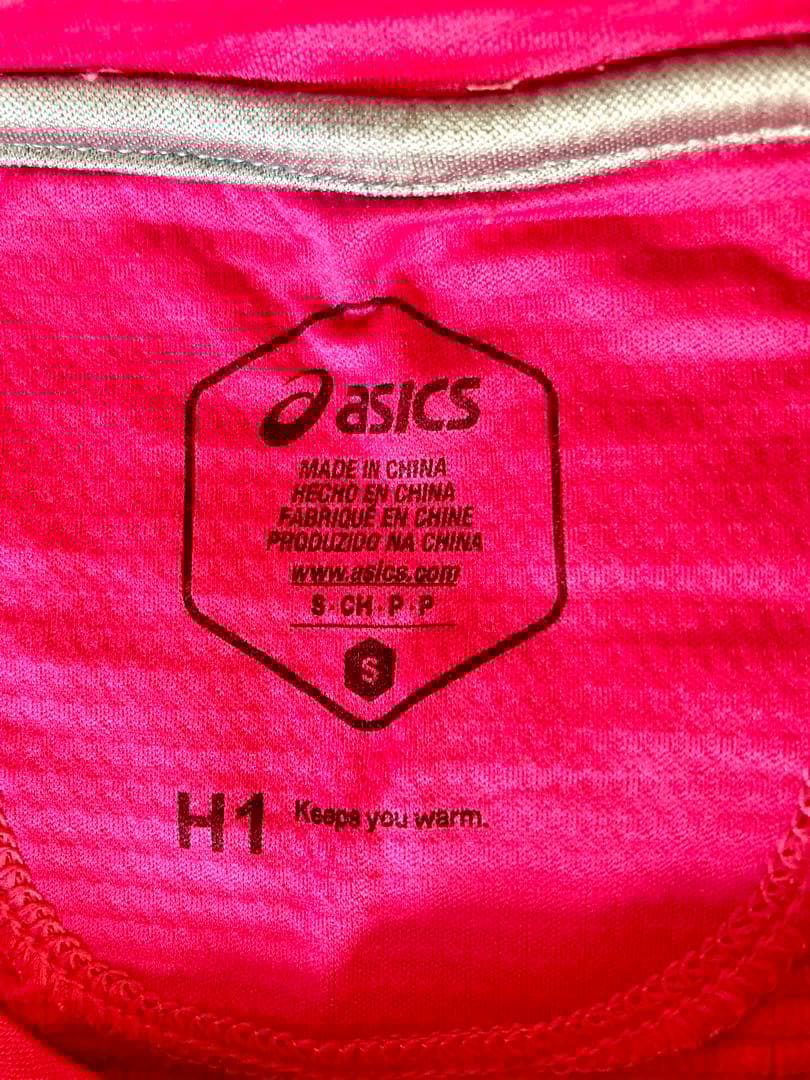 asics
MADE IN CHINA
HECHO EN CHINA
FABRIQUÉ EN CHINE
PRODUZIDO NA CHINA
www.asics.com
S · CH · P · P
S
H1 Keeps you warm.